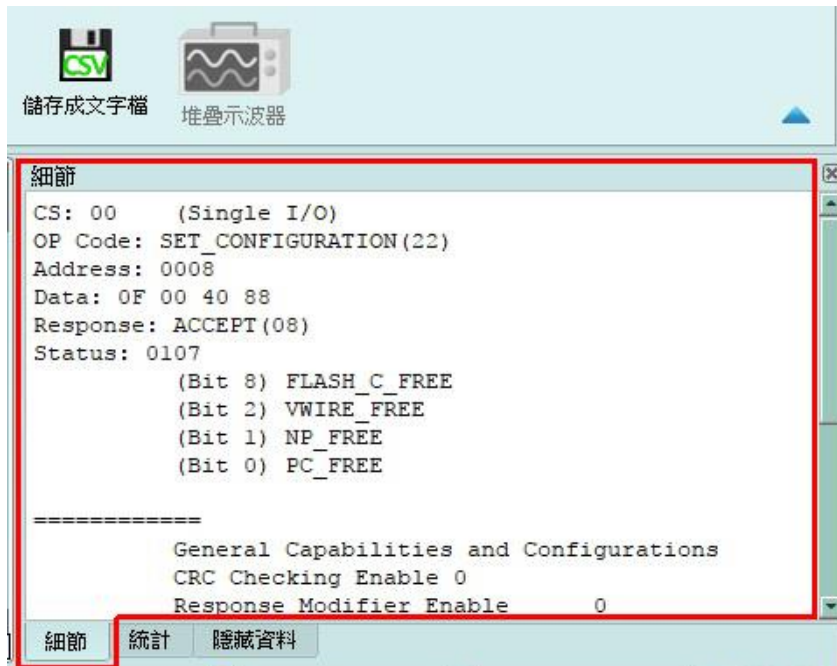 CSV
儲存成文字檔
堆疊示波器
細節
CS: 00 (Single I/O)
OP Code: SET_CONFIGURATION(22)
Address: 0008
Data: 0F 00 40 88
Response: ACCEPT(08)
Status: 0107
(Bit 8) FLASH_C_FREE
(Bit 2) VWIRE_FREE
(Bit 1) NP_FREE
(Bit 0) PC_FREE
============
General Capabilities and Configurations
CRC Checking Enable 0
Response Modifier Enable 0
細節 統計 隱藏資料